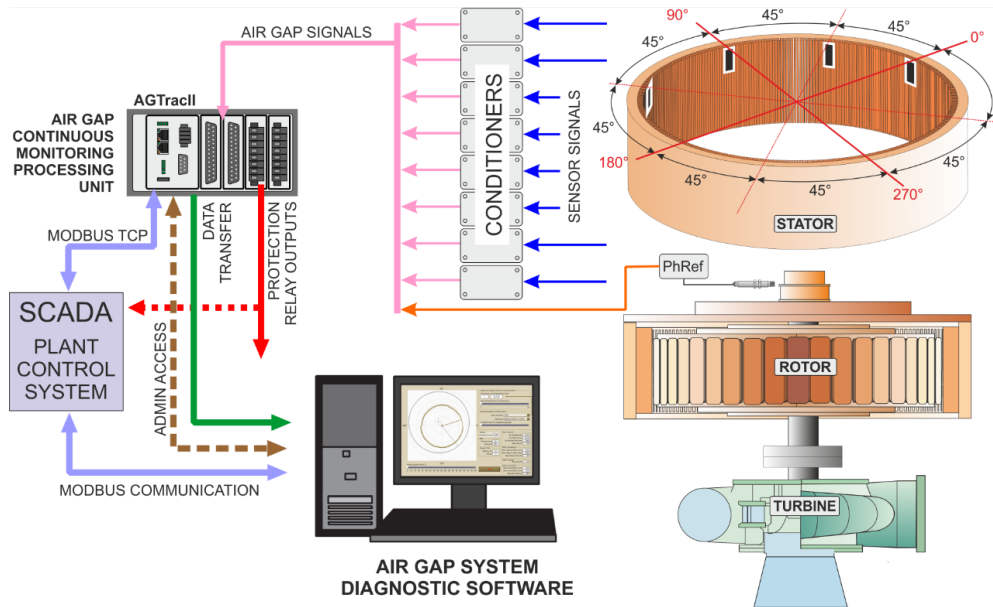 AIR GAP SIGNALS
AGTracII
AIR GAP
CONTINUOUS
MONITORING
PROCESSING
UNIT
MODBUS TCP
DATA
TRANSFER
PROTECTION
RELAY OUTPUTS
SCADA
PLANT
CONTROL
SYSTEM
ADMIN ACCESS
MODBUS COMMUNICATION
CONDITIONERS
SENSOR SIGNALS
90°
45°
45°
0°
45°
45°
45°
45°
180°
45°
45°
270°
STATOR
PhRef
ROTOR
TURBINE
AIR GAP SYSTEM
DIAGNOSTIC SOFTWARE